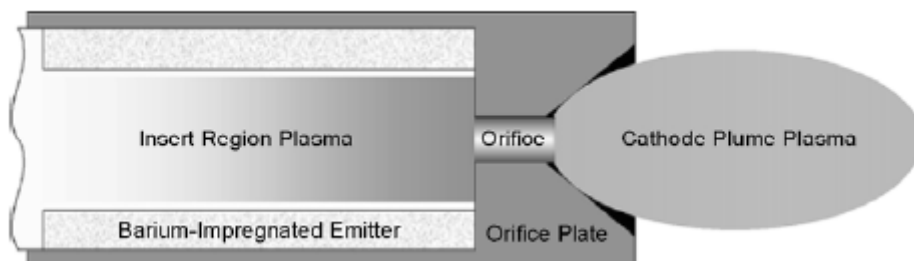 Insert Region Plasma
Orifice
Cathode Plume Plasma
Barium-Impregnated Emitter
Orifice Plate